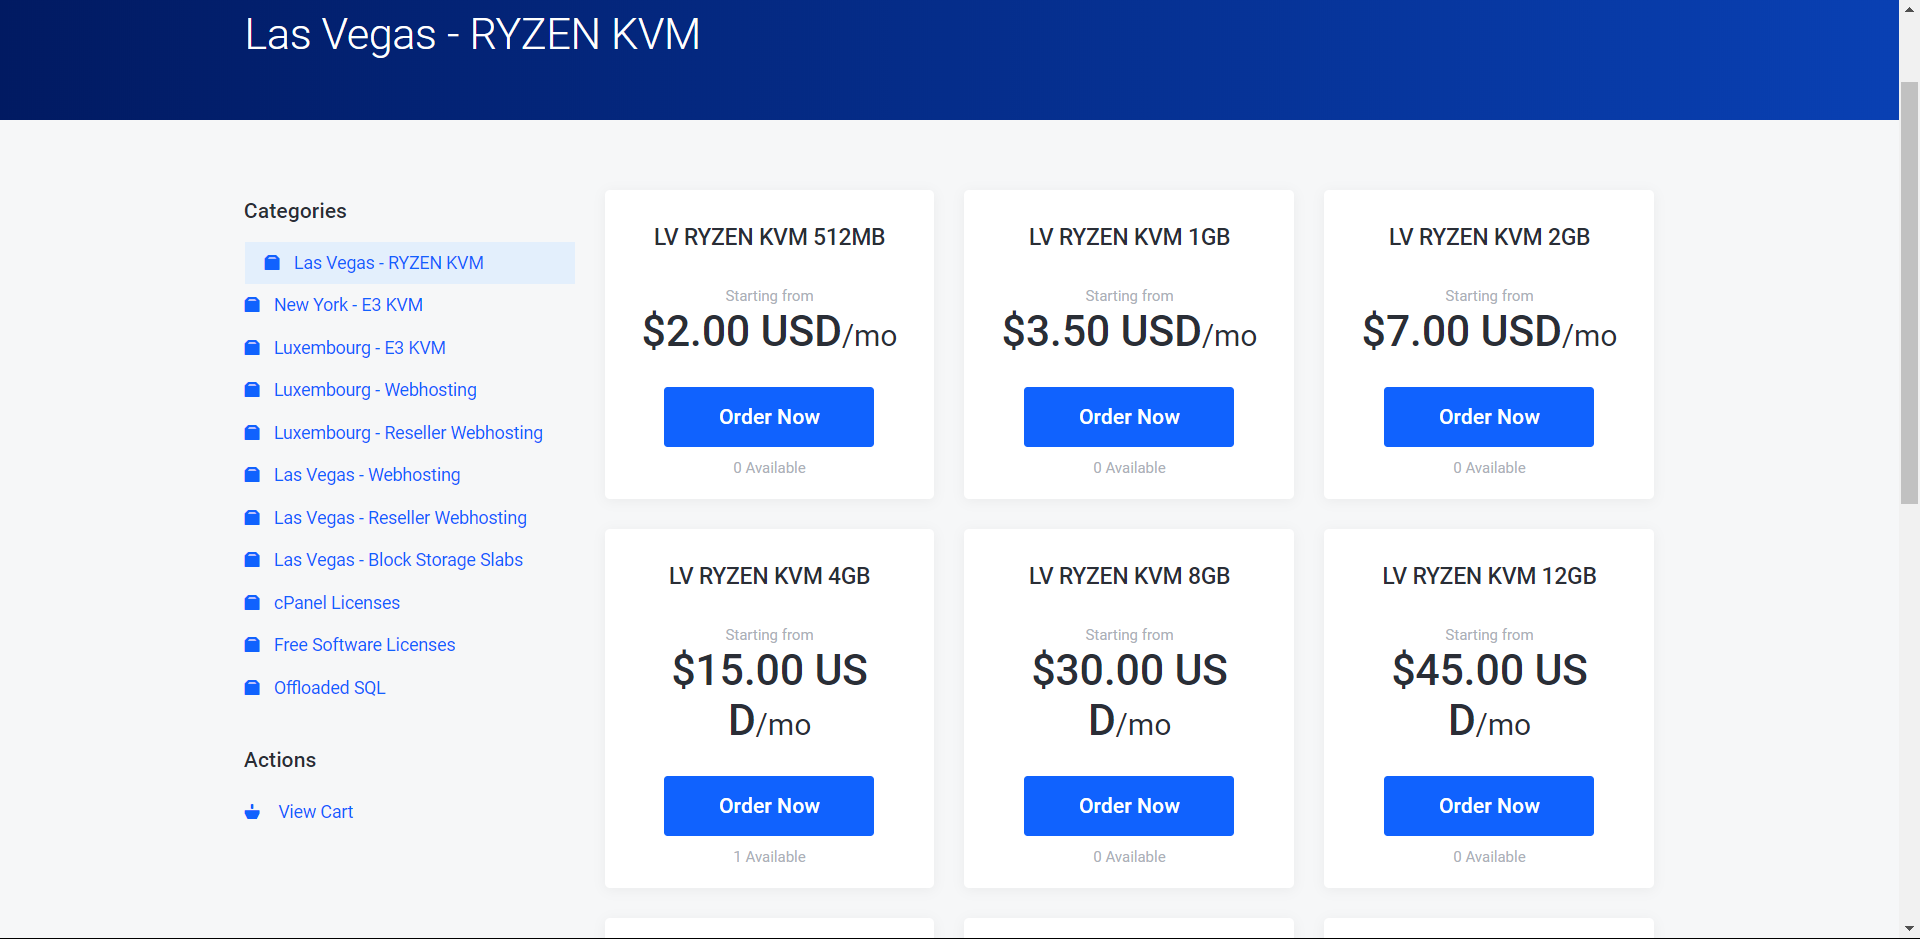 Las Vegas - RYZEN KVM
Categories
Las Vegas - RYZEN KVM
New York - E3 KVM
Luxembourg - E3 KVM
Luxembourg - Webhosting
Luxembourg - Reseller Webhosting
Las Vegas - Webhosting
Las Vegas - Reseller Webhosting
Las Vegas - Block Storage Slabs
cPanel Licenses
Free Software Licenses
Offloaded SQL
Actions
View Cart
LV RYZEN KVM 512MB
Starting from
$2.00 USD/mo
Order Now
0 Available
LV RYZEN KVM 1GB
Starting from
$3.50 USD/mo
Order Now
0 Available
LV RYZEN KVM 2GB
Starting from
$7.00 USD/mo
Order Now
0 Available
LV RYZEN KVM 4GB
Starting from
$15.00 US
D/mo
Order Now
1 Available
LV RYZEN KVM 8GB
Starting from
$30.00 US
D/mo
Order Now
0 Available
LV RYZEN KVM 12GB
Starting from
$45.00 US
D/mo
Order Now
0 Available